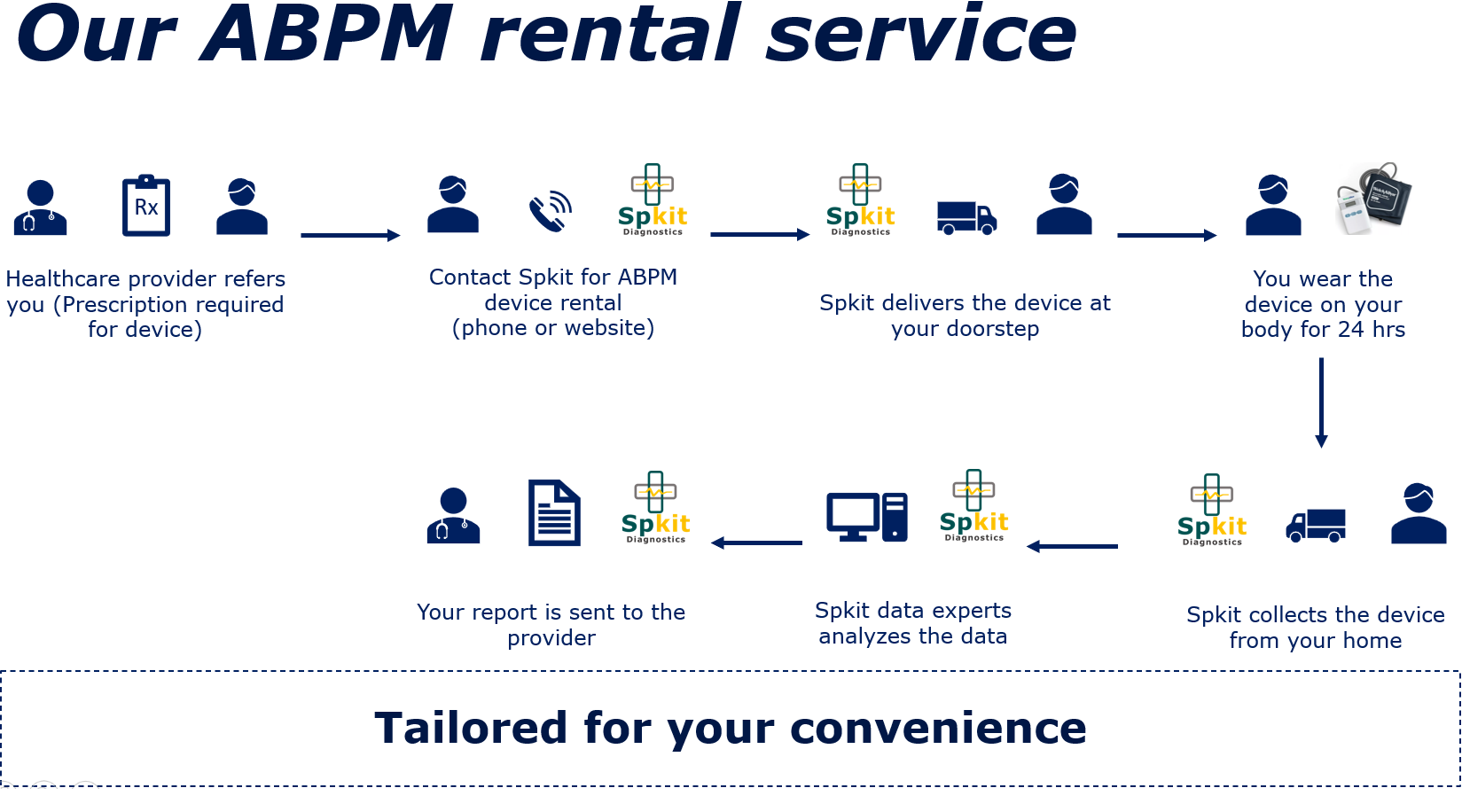 Our ABPM rental service
Rx
Spkit
Diagnostics
Spkit
Diagnostics
WelchAllyn
Healthcare provider refers
you (Prescription required
for device)
Contact Spkit for ABPM
device rental
(phone or website)
Spkit delivers the device at
your doorstep
You wear the
device on your
body for 24 hrs
Spkit
Diagnostics
Spkit collects the device
from your home
Spkit
Diagnostics
Spkit data experts
analyzes the data
Spkit
Diagnostics
Your report is sent to the
provider
Tailored for your convenience